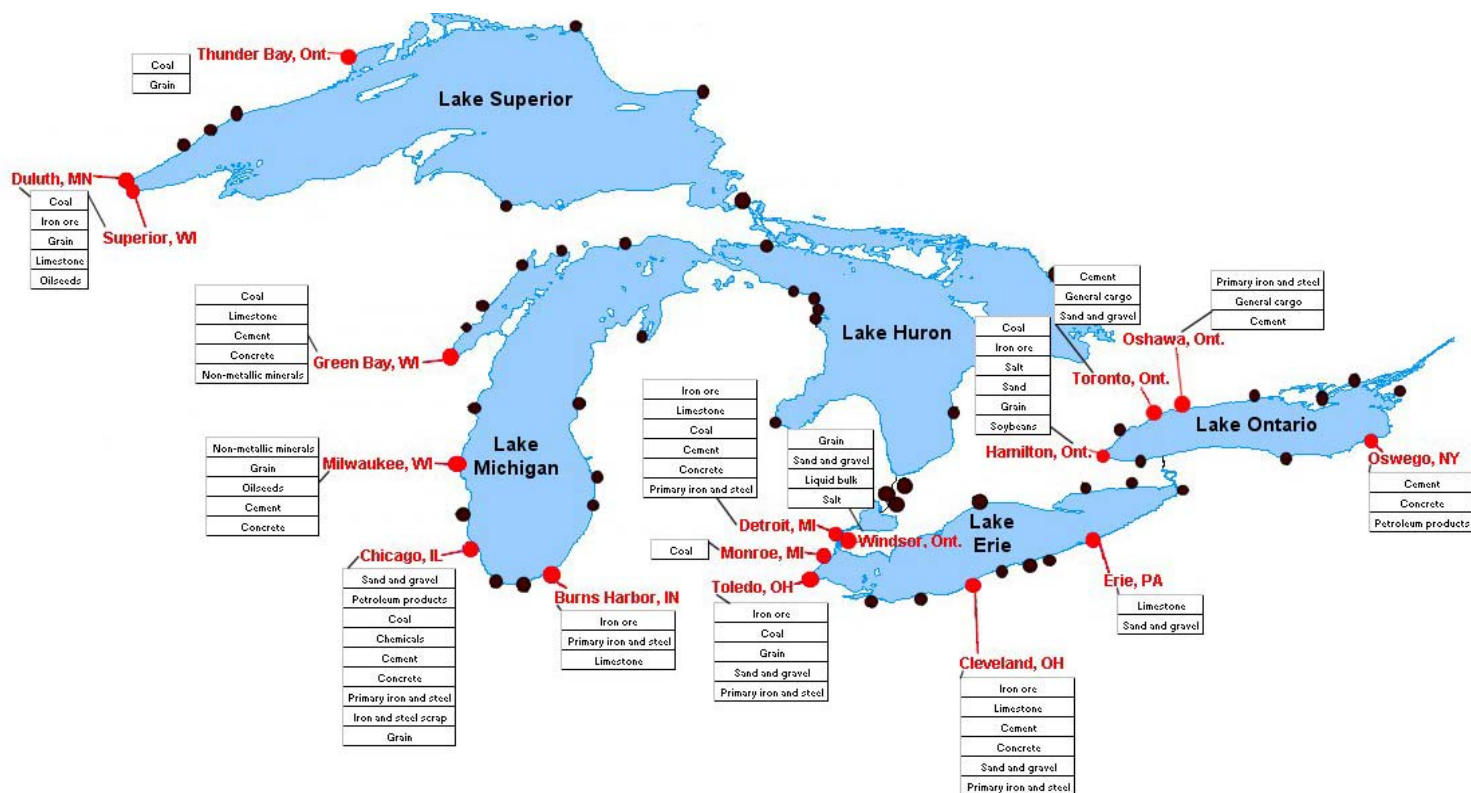 Thunder Bay, Ont.
Coal
Grain
Lake Superior
Duluth, MN
Superior, WI
Coal
Iron ore
Grain
Limestone
Oilseeds
Green Bay, WI
Coal
Limestone
Cement
Concrete
Non-metallic minerals
Milwaukee, WI
Non-metallic minerals
Grain
Oilseeds
Cement
Concrete
Lake
Michigan
Chicago, IL
Sand and gravel
Petroleum products
Coal
Chemicals
Cement
Concrete
Primary iron and steel
Iron and steel scrap
Grain
Burns Harbor, IN
Iron ore
Primary iron and steel
Limestone
Lake Huron
Iron ore
Limestone
Coal
Cement
Concrete
Primary iron and steel
Detroit, MI
Grain
Sand and gravel
Liquid bulk
Salt
Windsor, Ont.
Coal
Monroe, MI
Toledo, OH
Iron ore
Coal
Grain
Sand and gravel
Primary iron and steel
Lake
Erie
Cleveland, OH
Iron ore
Limestone
Cement
Concrete
Sand and gravel
Primary iron and steel
Erie, PA
Limestone
Sand and gravel
Cement
General cargo
Sand and gravel
Toronto, Ont.
Primary iron and steel
General cargo
Cement
Oshawa, Ont.
Coal
Iron ore
Salt
Sand
Grain
Soybeans
Hamilton, Ont.
Lake Ontario
Oswego, NY
Cement
Concrete
Petroleum products